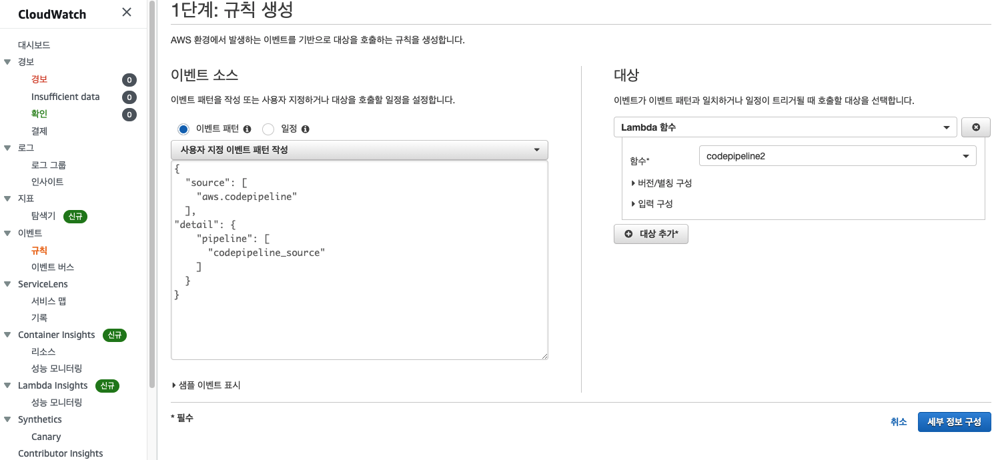 CloudWatch
대시보드
경보
경보 0
Insufficient data 0
확인 0
결제
로그
로그 그룹
인사이트
지표
탐색기 신규
이벤트
규칙
이벤트 버스
ServiceLens
서비스 맵
기록
Container Insights 신규
리소스
성능 모니터링
Lambda Insights 신규
성능 모니터링
Synthetics
Canary
Contributor Insights
1단계: 규칙 생성
AWS 환경에서 발생하는 이벤트를 기반으로 대상을 호출하는 규칙을 생성합니다.
이벤트 소스
이벤트 패턴을 작성 또는 사용자 지정하거나 대상을 호출할 일정을 설정합니다.
이벤트 패턴 일정
사용자 지정 이벤트 패턴 작성
{
"source": [
"aws.codepipeline"
],
"detail": {
"pipeline": [
"codepipeline_source"
]
}
}
샘플 이벤트 표시
* 필수
대상
이벤트가 이벤트 패턴과 일치하거나 일정이 트리거될 때 호출할 대상을 선택합니다.
Lambda 함수
함수* codepipeline2
버전/별칭 구성
입력 구성
대상 추가*
취소 세부 정보 구성